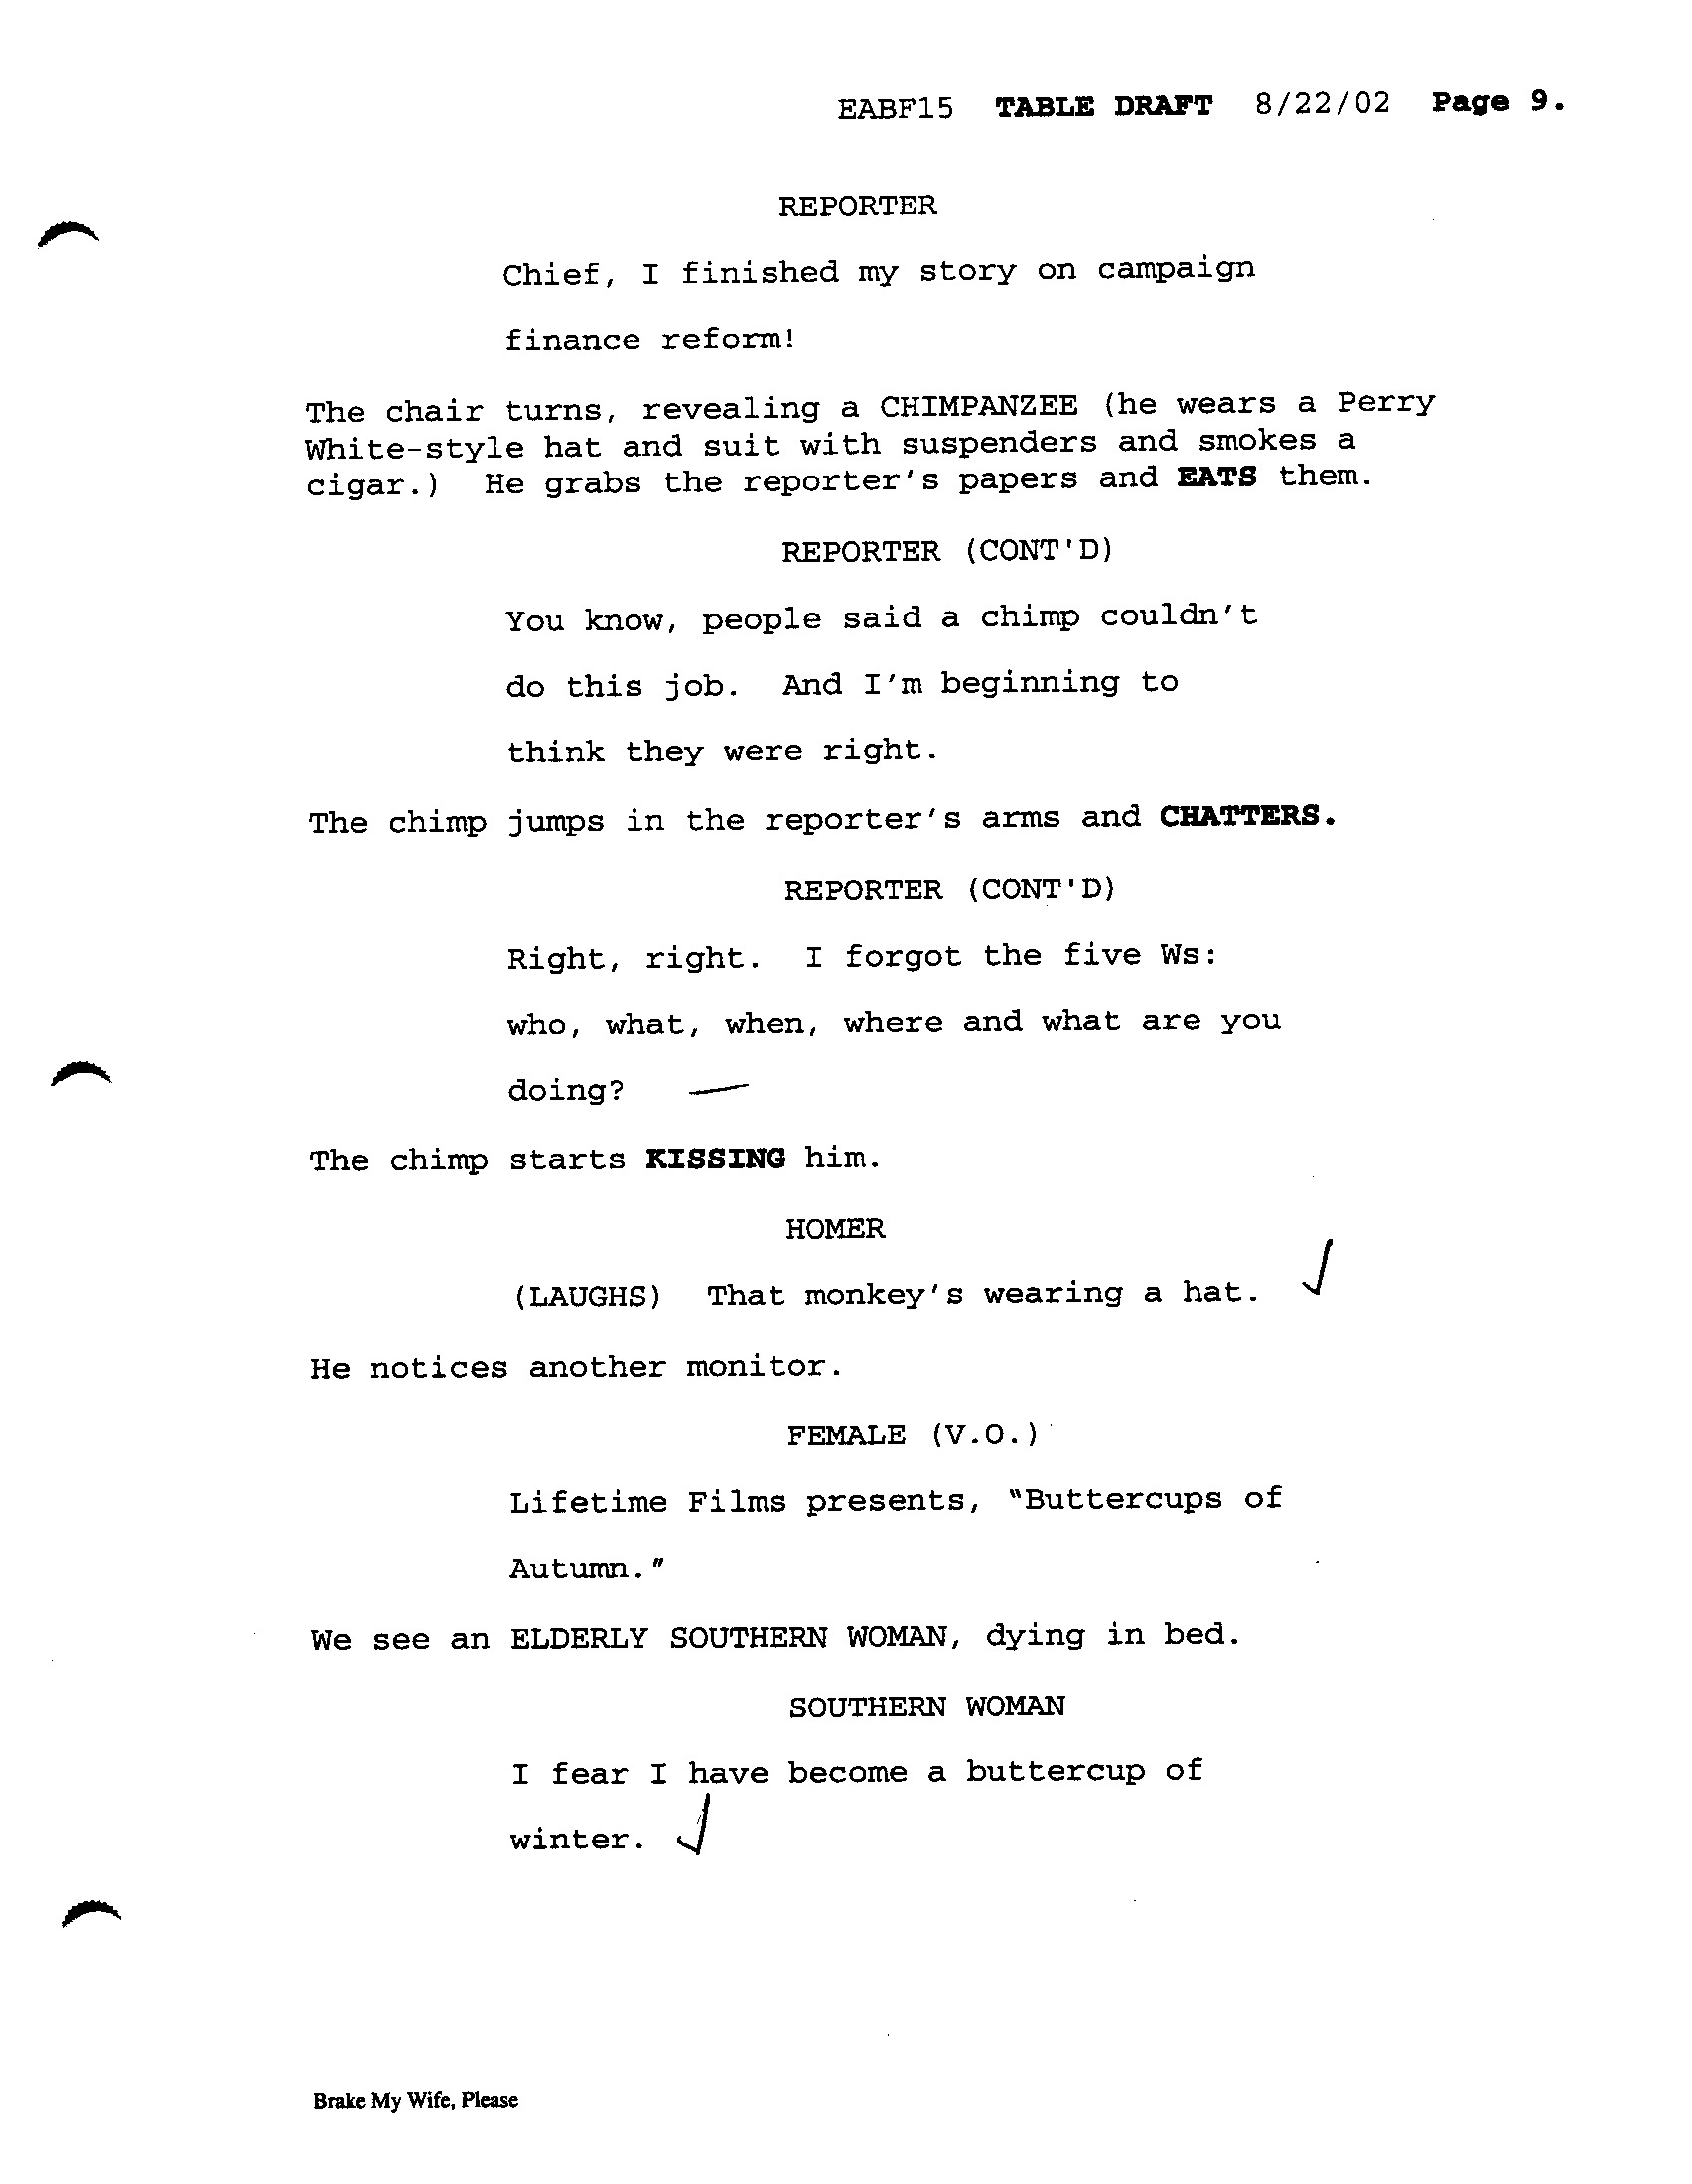 EABF15 TABLE DRAFT 8/22/02 Page 9.
REPORTER
Chief, I finished my story on campaign
finance reform!
The chair turns, revealing a CHIMPANZEE (he wears a Perry
White-style hat and suit with suspenders and smokes a
cigar.) He grabs the reporter's papers and EATS them.
REPORTER (CONT'D)
You know, people said a chimp couldn't
do this job. And I'm beginning to
think they were right.
The chimp jumps in the reporter's arms and CHATTERS.
REPORTER (CONT'D)
Right, right. I forgot the five Ws:
who, what, when, where and what are you
doing?
The chimp starts KISSING him.
HOMER
(LAUGHS) That monkey's wearing a hat.
He notices another monitor.
FEMALE (V.O.)
Lifetime Films presents, "Buttercups of
Autumn."
We see an ELDERLY SOUTHERN WOMAN, dying in bed.
SOUTHERN WOMAN
I fear I have become a buttercup of
winter.
Brake My Wife, Please